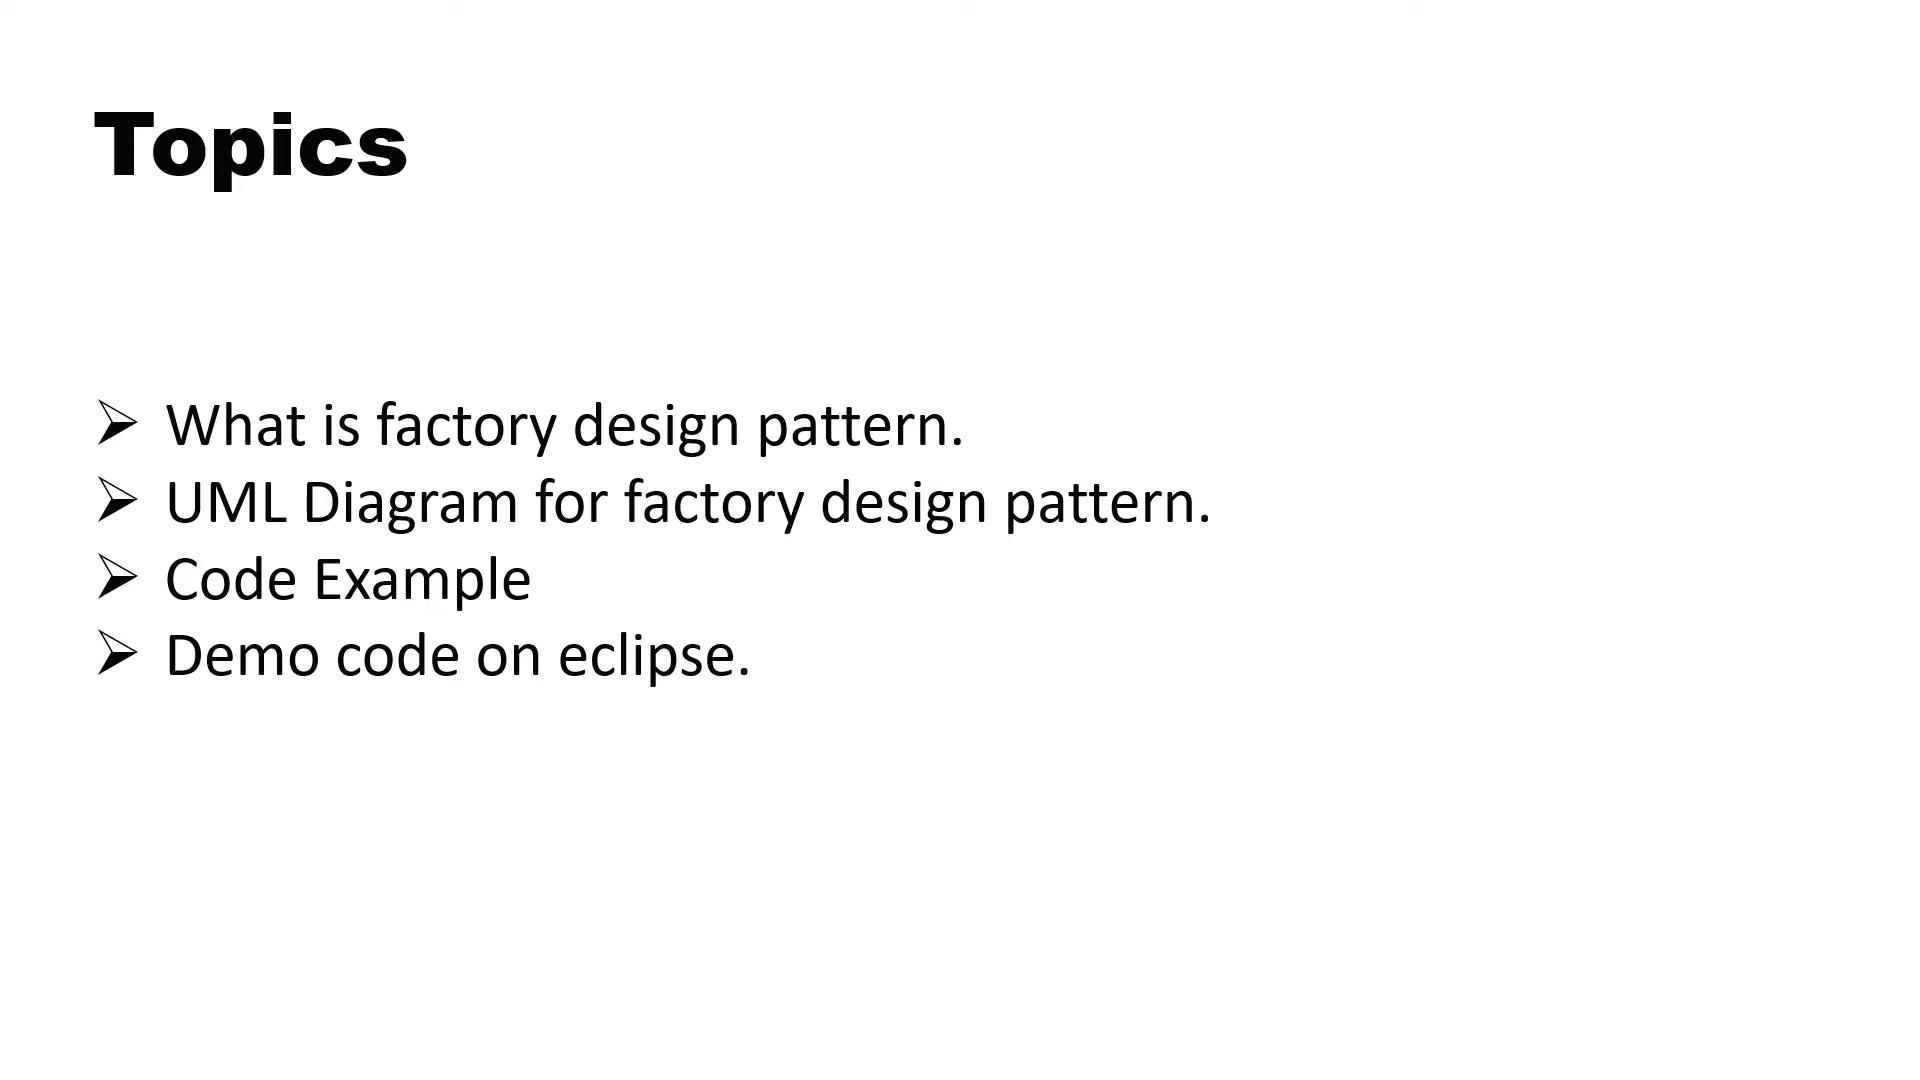 Topics
What is factory design pattern.
UML Diagram for factory design pattern.
Code Example
Demo code on eclipse.